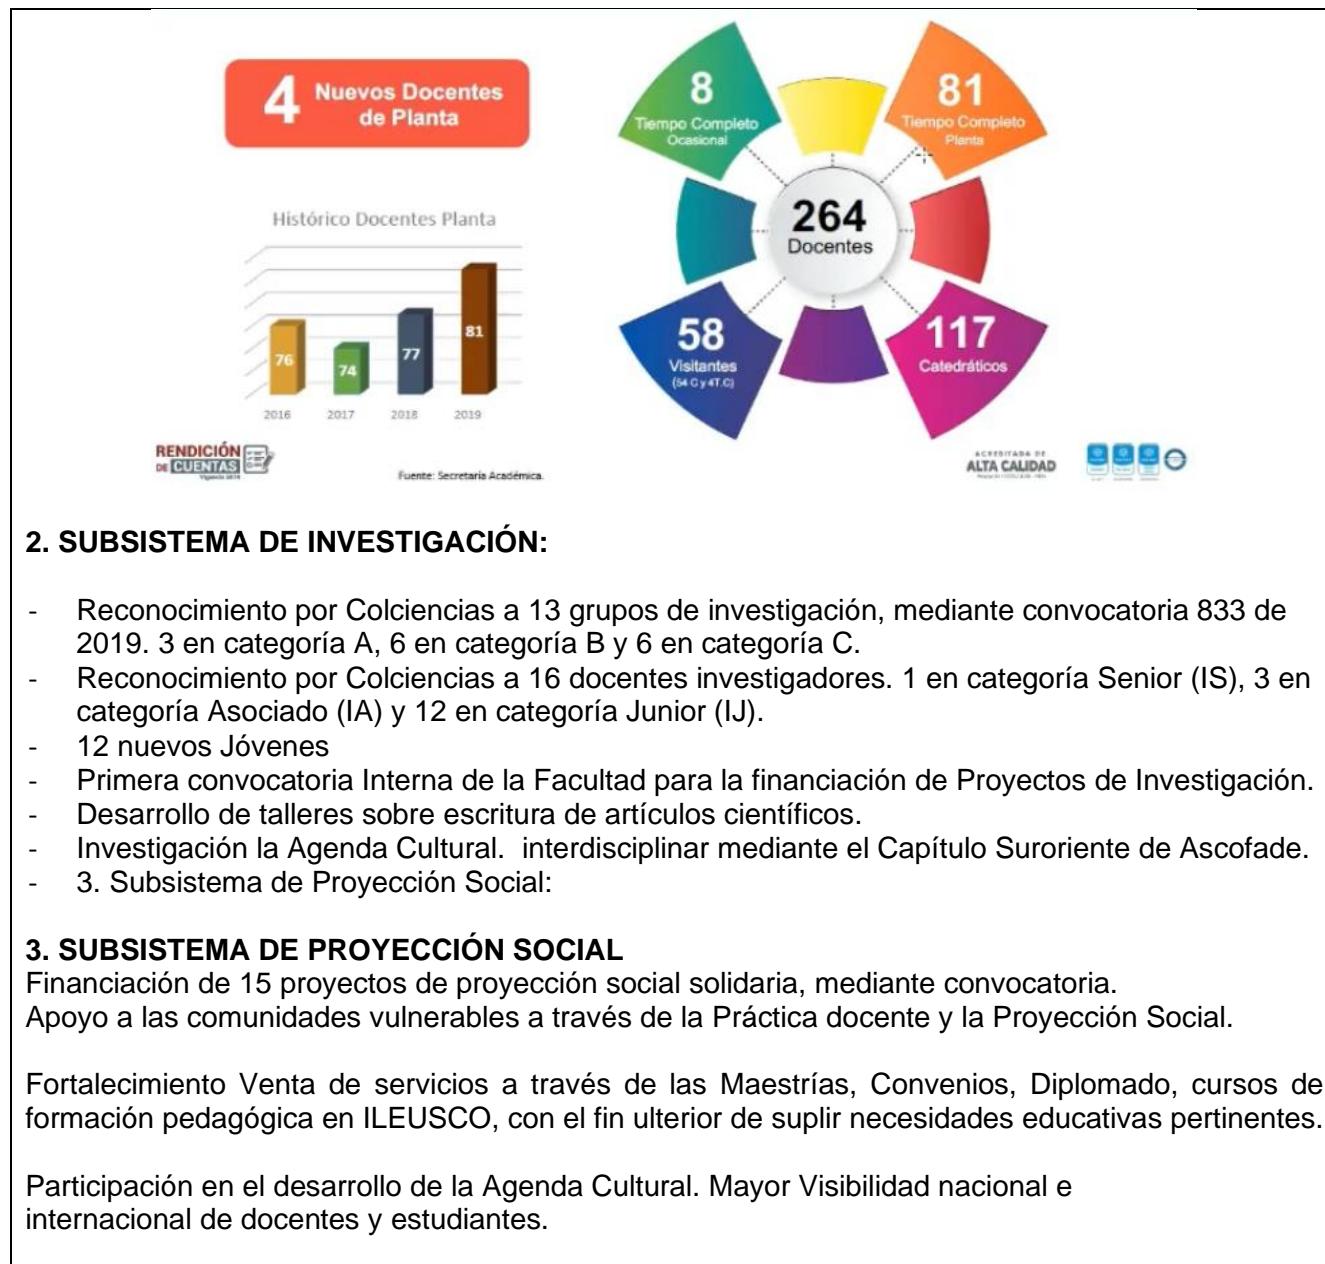 4 Nuevos Docentes
de Planta
Histórico Docentes Planta
76
74
77
81
2016 2017 2018 2019
RENDICIÓN
DE CUENTAS
Fuente: Secretaría Académica.
8
Tiempo Completo
Ocasional
81
Tiempo Completo
Planta
264
Docentes
58
Visitantes
(54 C y 4T.C)
117
Catedráticos
ACREDITADA DE
ALTA CALIDAD
2. SUBSISTEMA DE INVESTIGACIÓN:
- Reconocimiento por Colciencias a 13 grupos de investigación, mediante convocatoria 833 de
2019. 3 en categoría A, 6 en categoría B y 6 en categoría C.
- Reconocimiento por Colciencias a 16 docentes investigadores. 1 en categoría Senior (IS), 3 en
categoría Asociado (IA) y 12 en categoría Junior (IJ).
- 12 nuevos Jóvenes
- Primera convocatoria Interna de la Facultad para la financiación de Proyectos de Investigación.
- Desarrollo de talleres sobre escritura de artículos científicos.
- Investigación la Agenda Cultural. interdisciplinar mediante el Capítulo Suroriente de Ascofade.
- 3. Subsistema de Proyección Social:
3. SUBSISTEMA DE PROYECCIÓN SOCIAL
Financiación de 15 proyectos de proyección social solidaria, mediante convocatoria.
Apoyo a las comunidades vulnerables a través de la Práctica docente y la Proyección Social.
Fortalecimiento Venta de servicios a través de las Maestrías, Convenios, Diplomado, cursos de
formación pedagógica en ILEUSCO, con el fin ulterior de suplir necesidades educativas pertinentes.
Participación en el desarrollo de la Agenda Cultural. Mayor Visibilidad nacional e
internacional de docentes y estudiantes.